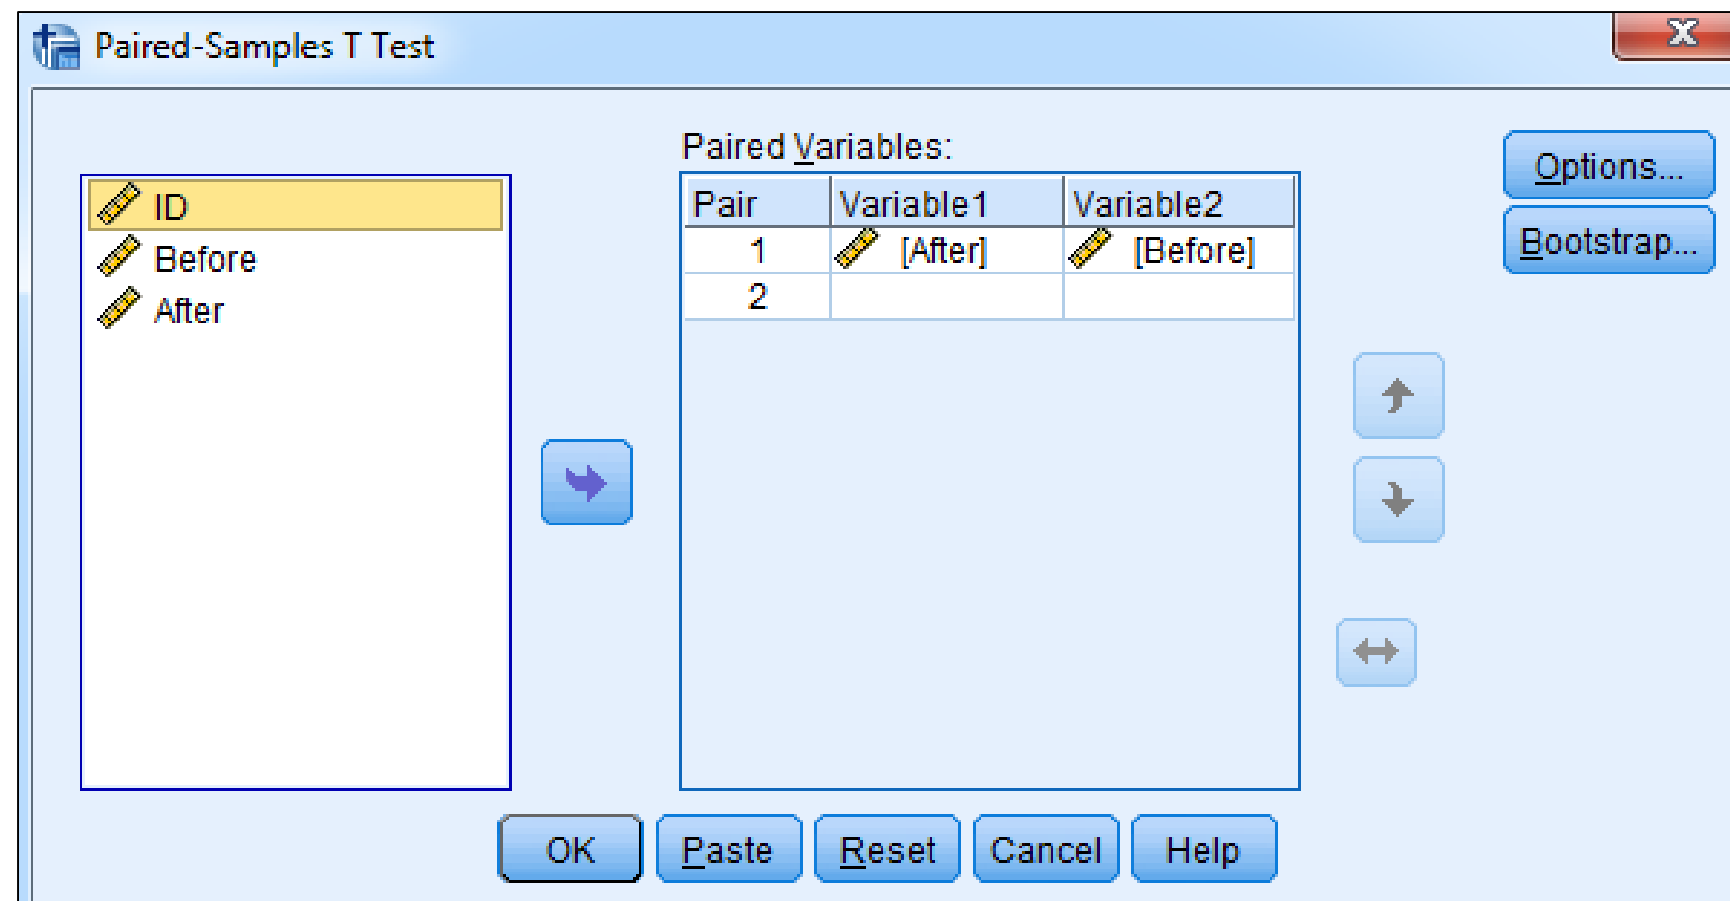 Paired-Samples T Test
Paired Variables:
Options...
Bootstrap...
ID
Before
After
Pair Variable1 Variable2
1 [After] [Before]
2
OK Paste Reset Cancel Help